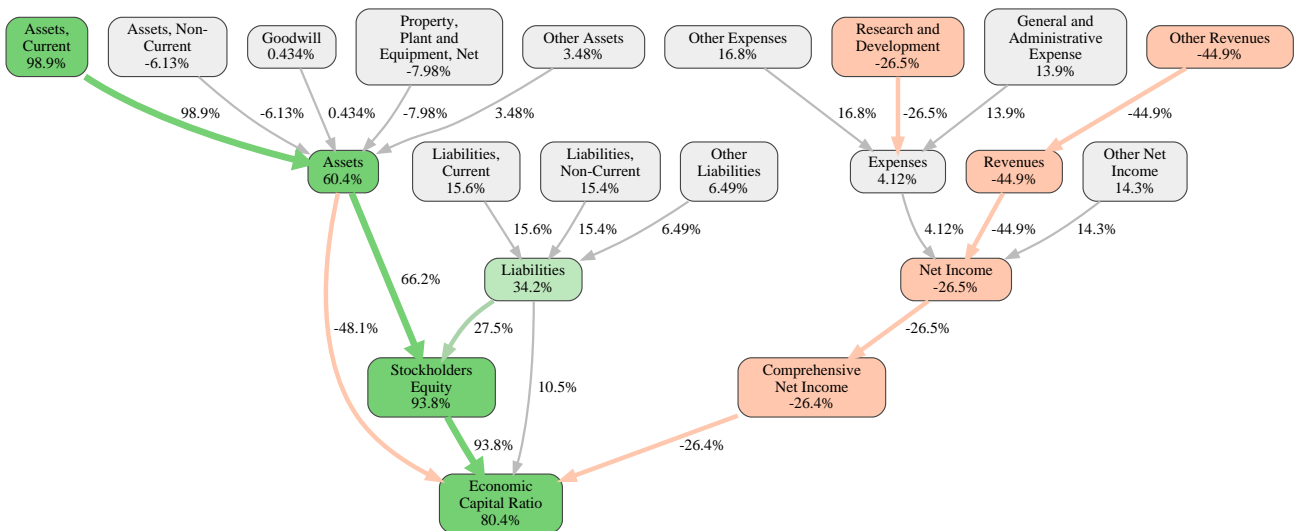 Assets,
Current
98.9%
Assets, Non-
Current
-6.13%
Goodwill
0.434%
Property,
Plant and
Equipment, Net
-7.98%
Other Assets
3.48%
Other Expenses
16.8%
Research and
Development
-26.5%
General and
Administrative
Expense
13.9%
Other Revenues
-44.9%
98.9%
-6.13%
0.434%
-7.98%
3.48%
16.8%
-26.5%
13.9%
-44.9%
Assets
60.4%
Liabilities,
Current
15.6%
Liabilities,
Non-Current
15.4%
Other
Liabilities
6.49%
Expenses
4.12%
Revenues
-44.9%
Other Net
Income
14.3%
15.6%
15.4%
6.49%
4.12%
-44.9%
14.3%
66.2%
Liabilities
34.2%
Net Income
-26.5%
-48.1%
27.5%
-26.5%
Stockholders
Equity
93.8%
10.5%
Comprehensive
Net Income
-26.4%
93.8%
-26.4%
Economic
Capital Ratio
80.4%